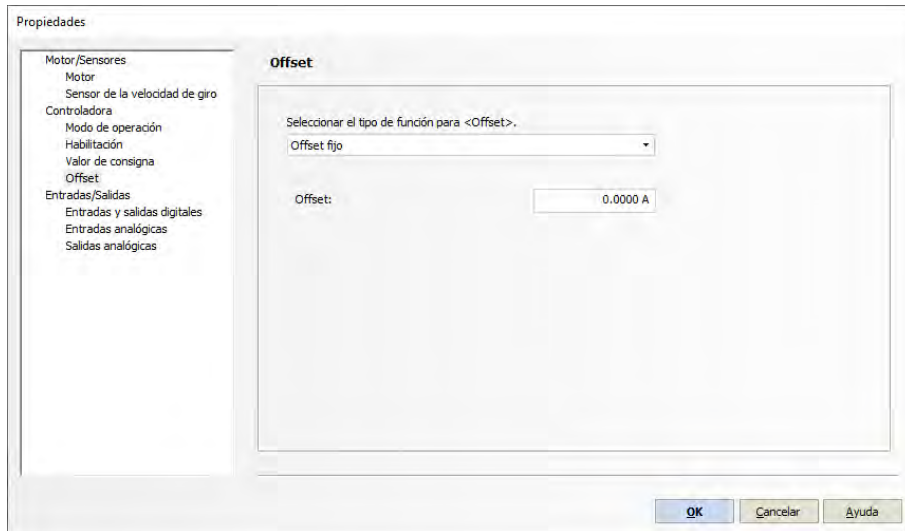 Propiedades
Motor/Sensores
Motor
Sensor de la velocidad de giro
Controladora
Modo de operación
Habilitación
Valor de consigna
Offset
Entradas/Salidas
Entradas y salidas digitales
Entradas analógicas
Salidas analógicas
Offset
Seleccionar el tipo de función para <Offset>.
Offset fijo
Offset: 0.0000 A
OK Cancelar Ayuda